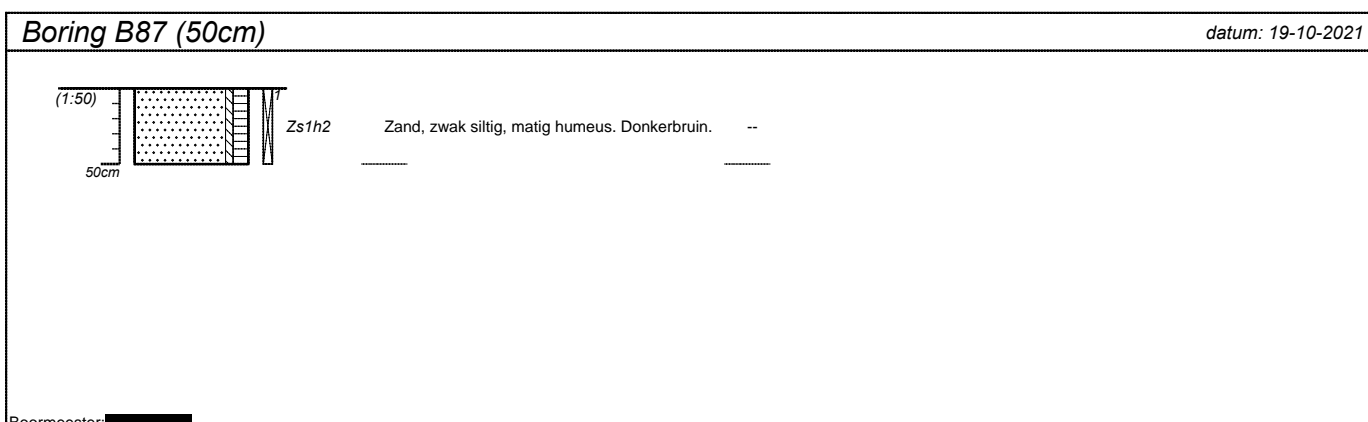 Boring B87 (50cm) datum: 19-10-2021
(1:50) 1
Zs1h2 Zand, zwak siltig, matig humeus. Donkerbruin. --
50cm
Boormeester: